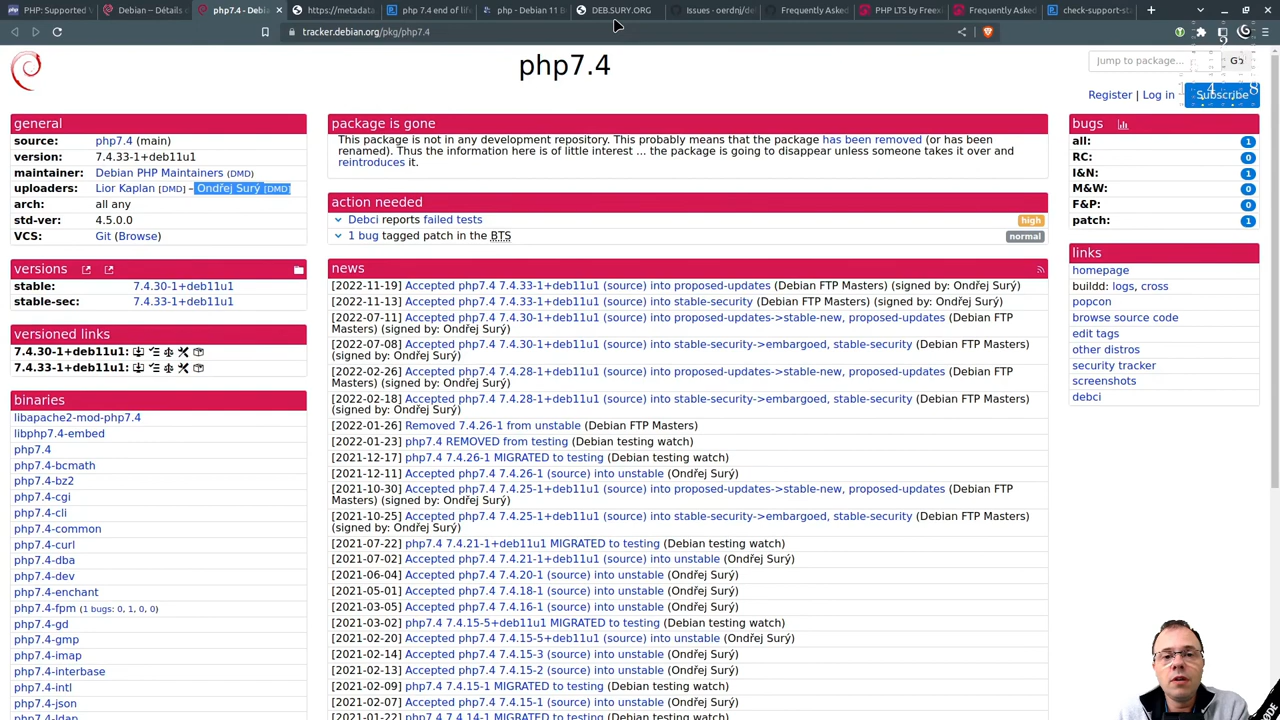 PHP: Supported V
Debian -- Détails d
php7.4 - Debia
https://metadata
php 7.4 end of life
php - Debian 11 B
DEB.SURY.ORG
Issues · oerdnj/de
Frequently Asked
PHP LTS by Freexi
Frequently Asked
check-support-sta
tracker.debian.org/pkg/php7.4
php7.4
Jump to package...
Go
Register | Log in
Subscribe
general
source: php7.4 (main)
version: 7.4.33-1+deb11u1
maintainer: Debian PHP Maintainers (DMD)
uploaders: Lior Kaplan [DMD] – Ondřej Surý [DMD]
arch: all any
std-ver: 4.5.0.0
VCS: Git (Browse)
versions
stable: 7.4.30-1+deb11u1
stable-sec: 7.4.33-1+deb11u1
versioned links
7.4.30-1+deb11u1:
7.4.33-1+deb11u1:
binaries
libapache2-mod-php7.4
libphp7.4-embed
php7.4
php7.4-bcmath
php7.4-bz2
php7.4-cgi
php7.4-cli
php7.4-common
php7.4-curl
php7.4-dba
php7.4-dev
php7.4-enchant
php7.4-fpm (1 bugs: 0, 1, 0, 0)
php7.4-gd
php7.4-gmp
php7.4-imap
php7.4-interbase
php7.4-intl
php7.4-json
php7.4-ldap
package is gone
This package is not in any development repository. This probably means that the package has been removed (or has been
renamed). Thus the information here is of little interest ... the package is going to disappear unless someone takes it over and
reintroduces it.
action needed
Debci reports failed tests high
1 bug tagged patch in the BTS normal
news
[2022-11-19] Accepted php7.4 7.4.33-1+deb11u1 (source) into proposed-updates (Debian FTP Masters) (signed by: Ondřej Surý)
[2022-11-13] Accepted php7.4 7.4.33-1+deb11u1 (source) into stable-security (Debian FTP Masters) (signed by: Ondřej Surý)
[2022-07-11] Accepted php7.4 7.4.30-1+deb11u1 (source) into proposed-updates->stable-new, proposed-updates (Debian FTP
Masters) (signed by: Ondřej Surý)
[2022-07-08] Accepted php7.4 7.4.30-1+deb11u1 (source) into stable-security->embargoed, stable-security (Debian FTP Masters)
(signed by: Ondřej Surý)
[2022-02-26] Accepted php7.4 7.4.28-1+deb11u1 (source) into proposed-updates->stable-new, proposed-updates (Debian FTP
Masters) (signed by: Ondřej Surý)
[2022-02-18] Accepted php7.4 7.4.28-1+deb11u1 (source) into stable-security->embargoed, stable-security (Debian FTP Masters)
(signed by: Ondřej Surý)
[2022-01-26] Removed 7.4.26-1 from unstable (Debian FTP Masters)
[2022-01-23] php7.4 REMOVED from testing (Debian testing watch)
[2021-12-17] php7.4 7.4.26-1 MIGRATED to testing (Debian testing watch)
[2021-12-11] Accepted php7.4 7.4.26-1 (source) into unstable (Ondřej Surý)
[2021-10-30] Accepted php7.4 7.4.25-1+deb11u1 (source) into proposed-updates->stable-new, proposed-updates (Debian FTP
Masters) (signed by: Ondřej Surý)
[2021-10-25] Accepted php7.4 7.4.25-1+deb11u1 (source) into stable-security->embargoed, stable-security (Debian FTP Masters)
(signed by: Ondřej Surý)
[2021-07-22] php7.4 7.4.21-1+deb11u1 MIGRATED to testing (Debian testing watch)
[2021-07-02] Accepted php7.4 7.4.21-1+deb11u1 (source) into unstable (Ondřej Surý)
[2021-06-04] Accepted php7.4 7.4.20-1 (source) into unstable (Ondřej Surý)
[2021-05-01] Accepted php7.4 7.4.18-1 (source) into unstable (Ondřej Surý)
[2021-03-05] Accepted php7.4 7.4.16-1 (source) into unstable (Ondřej Surý)
[2021-03-02] php7.4 7.4.15-5+deb11u1 MIGRATED to testing (Debian testing watch)
[2021-02-20] Accepted php7.4 7.4.15-5+deb11u1 (source) into unstable (Ondřej Surý)
[2021-02-14] Accepted php7.4 7.4.15-3 (source) into unstable (Ondřej Surý)
[2021-02-13] Accepted php7.4 7.4.15-2 (source) into unstable (Ondřej Surý)
[2021-02-09] php7.4 7.4.15-1 MIGRATED to testing (Debian testing watch)
[2021-02-07] Accepted php7.4 7.4.15-1 (source) into unstable (Ondřej Surý)
[2021-01-22] php7.4 7.4.14-1 MIGRATED to testing (Debian testing watch)
bugs
all: 1
RC: 0
I&N: 1
M&W: 0
F&P: 0
patch: 1
links
homepage
buildd: logs, cross
popcon
browse source code
edit tags
other distros
security tracker
screenshots
debci